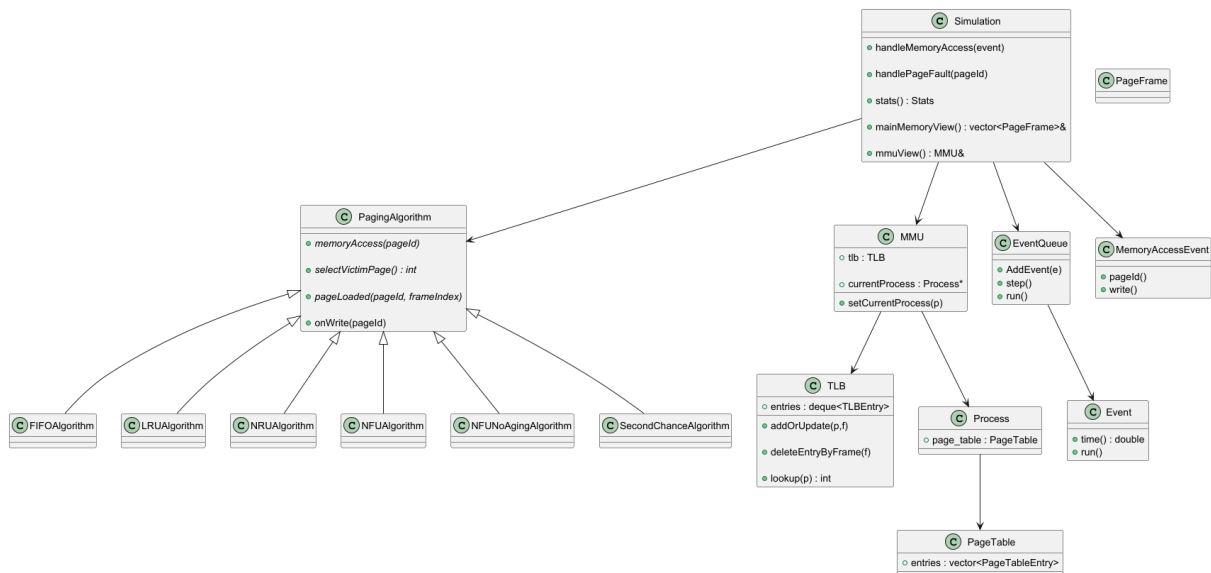 C Simulation
handleMemoryAccess(event)
handlePageFault(pageId)
stats() : Stats
mainMemoryView() : vector<PageFrame>&
mmuView() : MMU&
C PageFrame
C PagingAlgorithm
memoryAccess(pageId)
selectVictimPage() : int
pageLoaded(pageId, frameIndex)
onWrite(pageId)
C MMU
tlb : TLB
currentProcess : Process*
setCurrentProcess(p)
C EventQueue
AddEvent(e)
step()
run()
C MemoryAccessEvent
pageId()
write()
C FIFOAlgorithm
C LRUAlgorithm
C NRUAlgorithm
C NFUAlgorithm
C NFUNoAgingAlgorithm
C SecondChanceAlgorithm
C TLB
entries : deque<TLBEntry>
addOrUpdate(p,f)
deleteEntryByFrame(f)
lookup(p) : int
C Process
page_table : PageTable
C Event
time() : double
run()
C PageTable
entries : vector<PageTableEntry>